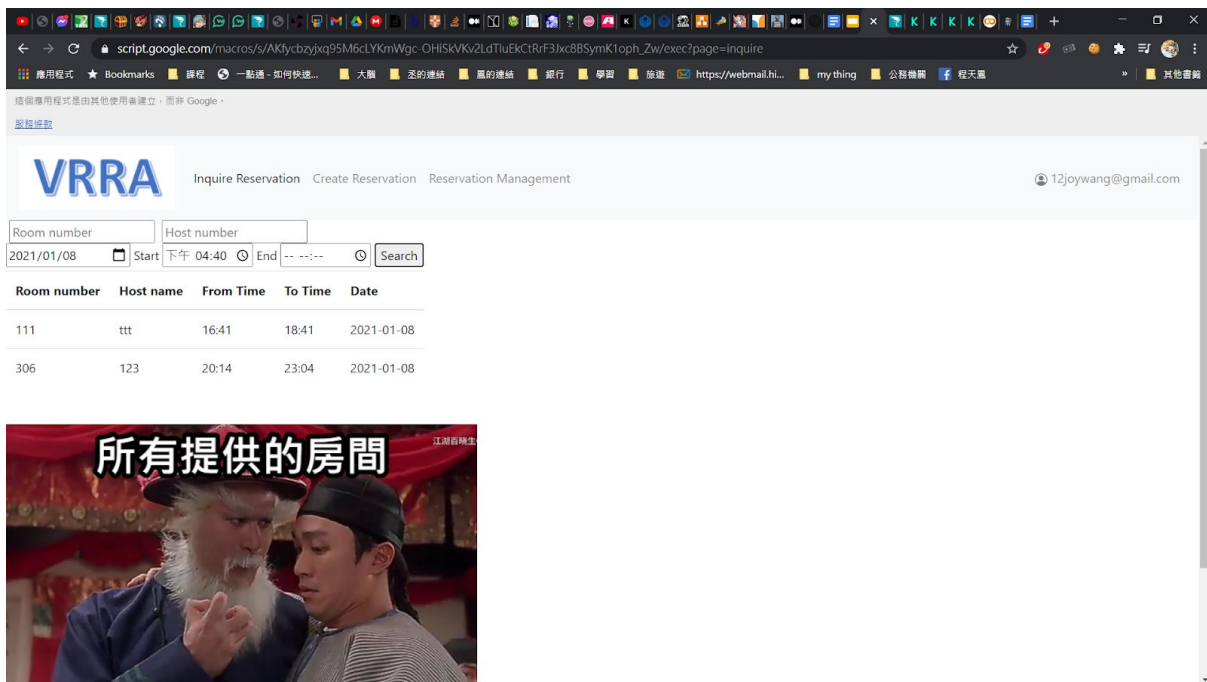 script.google.com/macros/s/AKfycbzyjxq95M6cLYKmWgc-OHiSkVKv2LdTluEkCtRrF3Jxc8BSymK1oph_Zw/exec?page=inquire
應用程式 Bookmarks 課程 一點通 - 如何快速... 大腦 丞的連結 鳳的連結 銀行 學習 旅遊 https://webmail.hi... my thing 公務機關 程天鳳 » 其他書籤
這個應用程式是由其他使用者建立，而非 Google。
服務條款
VRRA Inquire Reservation Create Reservation Reservation Management 12joywang@gmail.com
Room number Host number
2021/01/08 Start 下午 04:40 End -- --:-- Search
Room number Host name From Time To Time Date
111 ttt 16:41 18:41 2021-01-08
306 123 20:14 23:04 2021-01-08
所有提供的房間
江湖百曉生